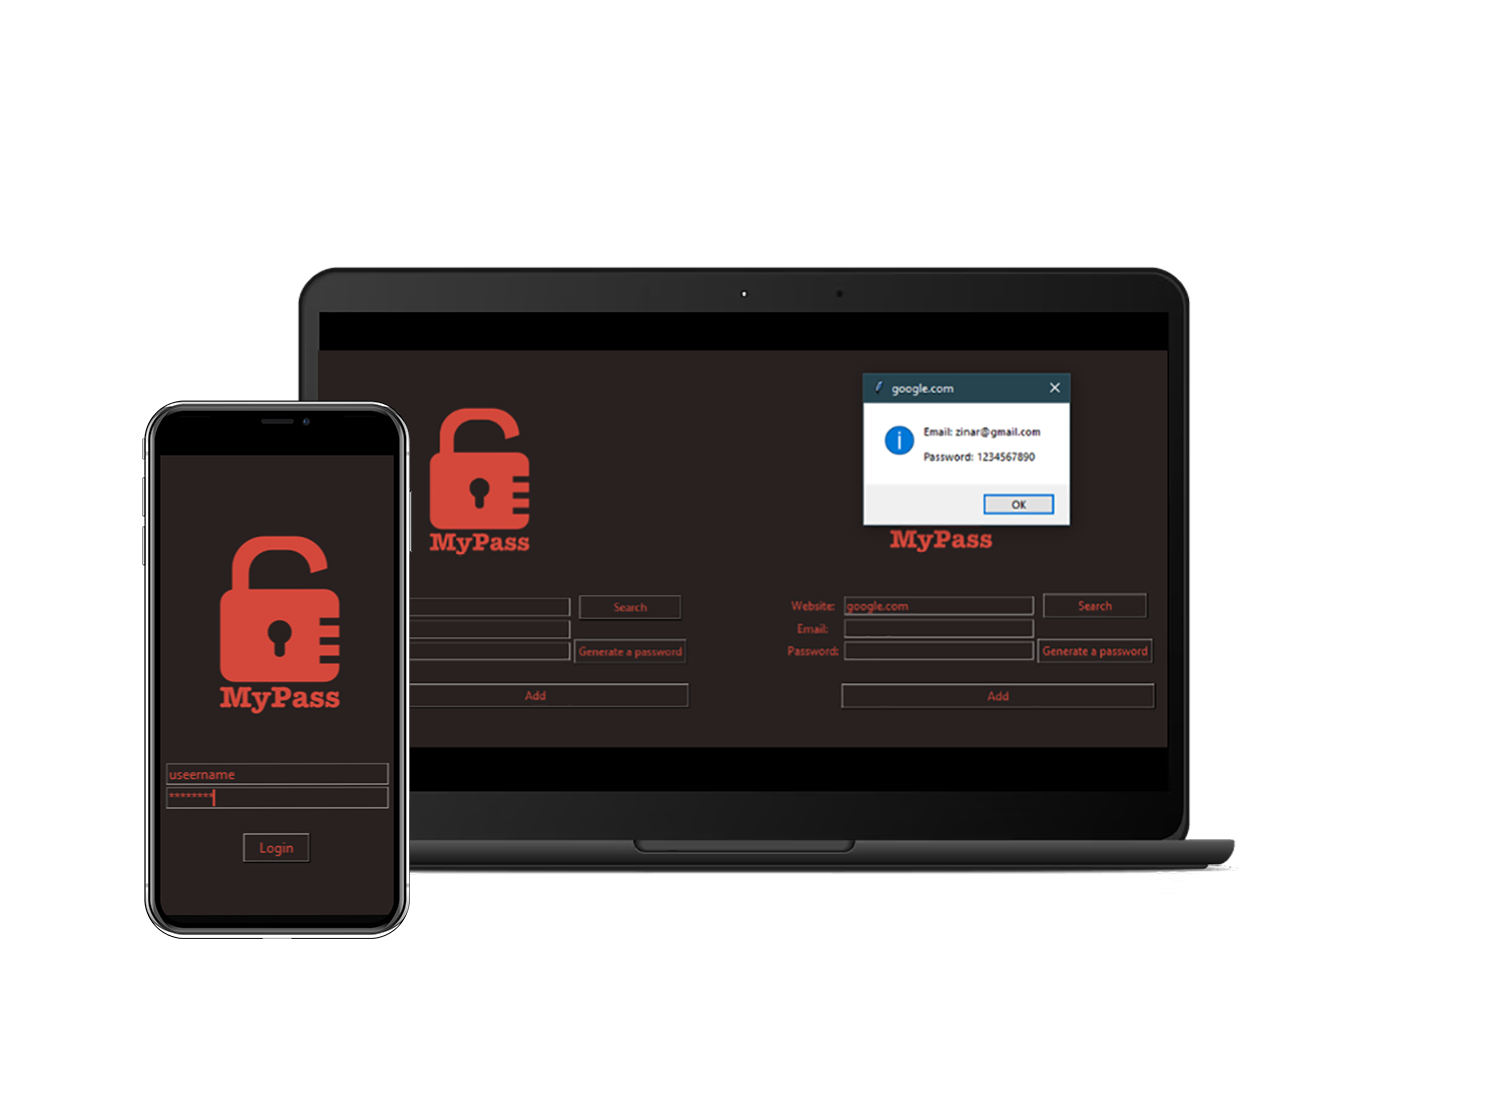 google.com
Email: zinar@gmail.com
Password: 1234567890
OK
MyPass
MyPass
Search
Generate a password
Add
Website: google.com Search
Email:
Password: Generate a password
Add
MyPass
useername
********
Login